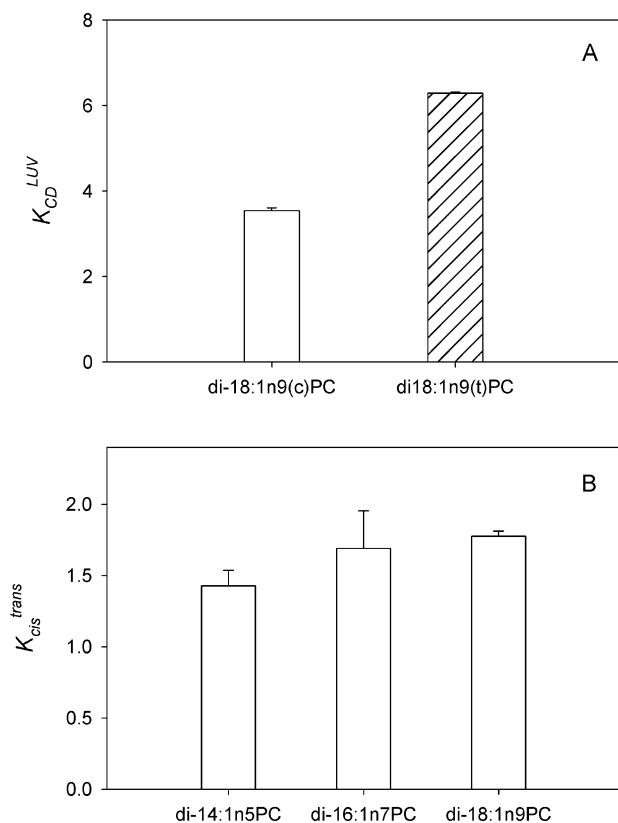 8
A
6
K_CD^LUV
4
2
0
di-18:1n9(c)PC di18:1n9(t)PC
B
2.0
1.5
K_cis^trans
1.0
0.5
0.0
di-14:1n5PC di-16:1n7PC di-18:1n9PC